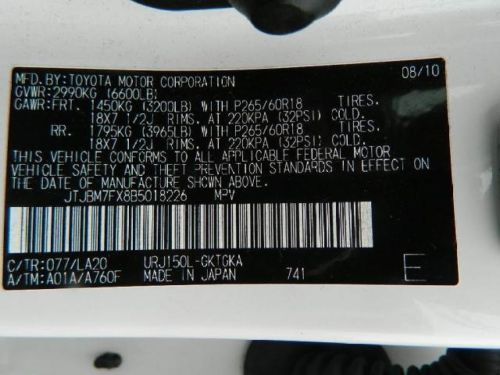 MFD. BY:TOYOTA MOTOR CORPORATION 08/10
GVWR: 2990KG (6600LB)
GAWR:FRT. 1450KG (3200LB) WITH P265/60R18 TIRES.
18X7 1/2J RIMS. AT 220KPA (32PSI) COLD.
RR. 1795KG (3965LB) WITH P265/60R18 TIRES.
18X7 1/2J RIMS. AT 220KPA (32PSI) COLD.
THIS VEHICLE CONFORMS TO ALL APPLICABLE FEDERAL MOTOR
VEHICLE SAFETY AND THEFT PREVENTION STANDARDS IN EFFECT ON
THE DATE OF MANUFACTURE SHOWN ABOVE.
JTJBM7FX8B5018226 MPV
C/TR:077/LA20 URJ150L-GKTGKA
A/TM:A01A/A760F MADE IN JAPAN 741 E